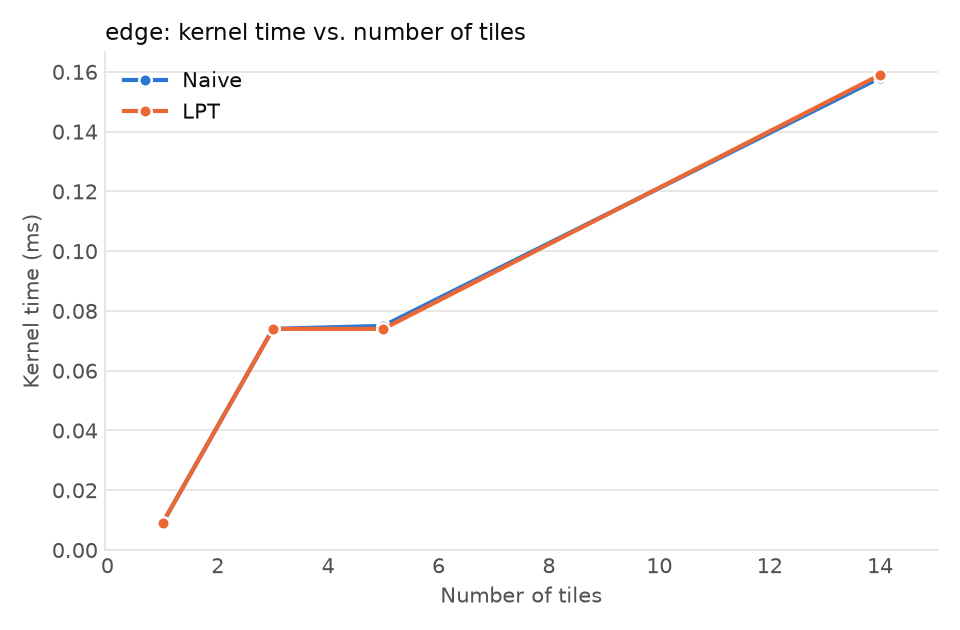 edge: kernel time vs. number of tiles
Naive
LPT
Kernel time (ms)
0.16
0.14
0.12
0.10
0.08
0.06
0.04
0.02
0.00
0 2 4 6 8 10 12 14
Number of tiles